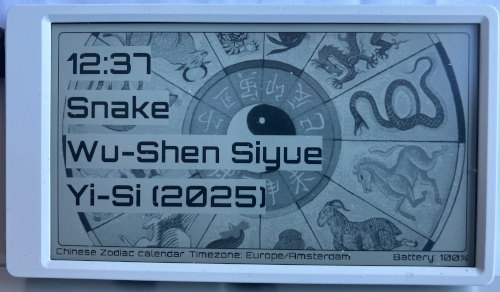 12:37
Snake
Wu-Shen Siyue
Yi-Si (2025)
Chinese Zodiac calendar Timezone: Europe/Amsterdam Battery: 100%